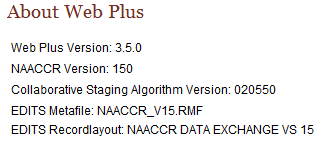 About Web Plus
Web Plus Version: 3.5.0
NAACCR Version: 150
Collaborative Staging Algorithm Version: 020550
EDITS Metafile: NAACCR_V15.RMF
EDITS Recordlayout: NAACCR DATA EXCHANGE VS 15